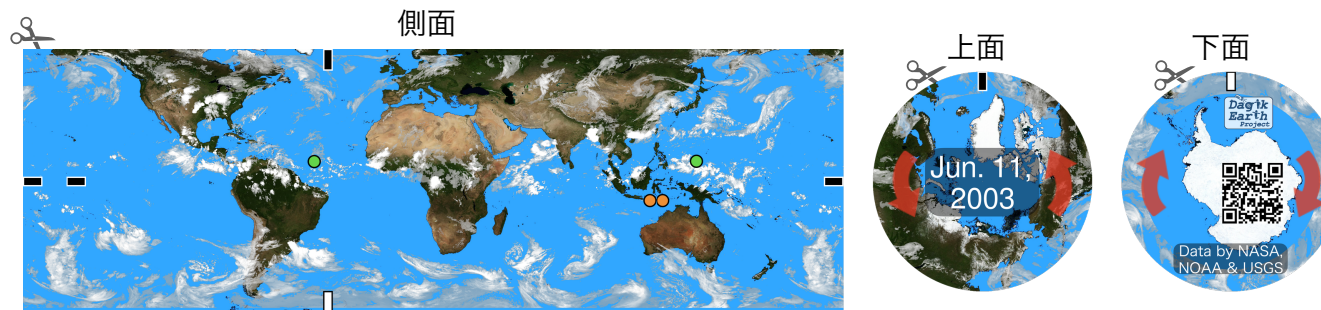 側面
上面
下面
Jun. 11,
2003
Dagik
Earth
Project
Data by NASA,
NOAA & USGS